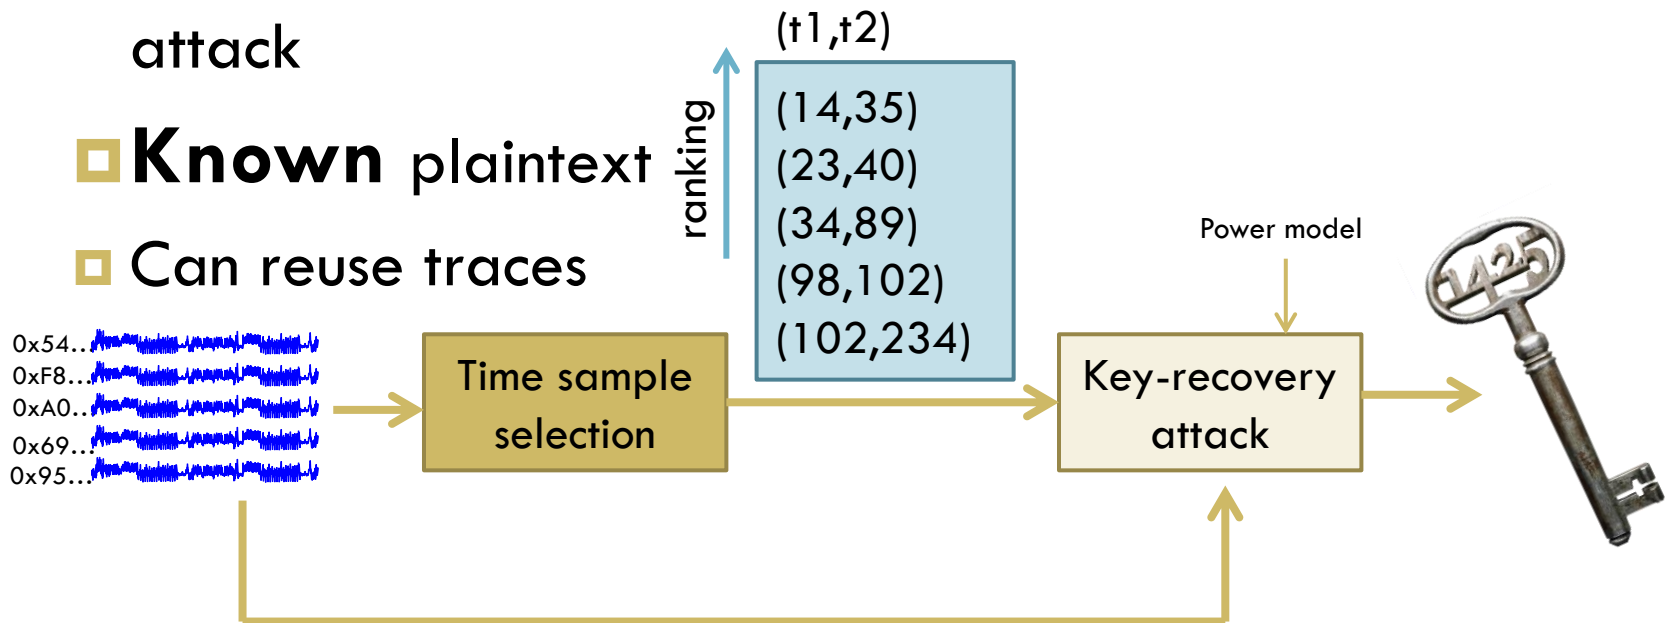 attack
Known plaintext
Can reuse traces
ranking
(t1,t2)
(14,35)
(23,40)
(34,89)
(98,102)
(102,234)
Power model
1425
0x54...
0xF8...
0xA0..
0x69...
0x95...
Time sample
selection
Key-recovery
attack